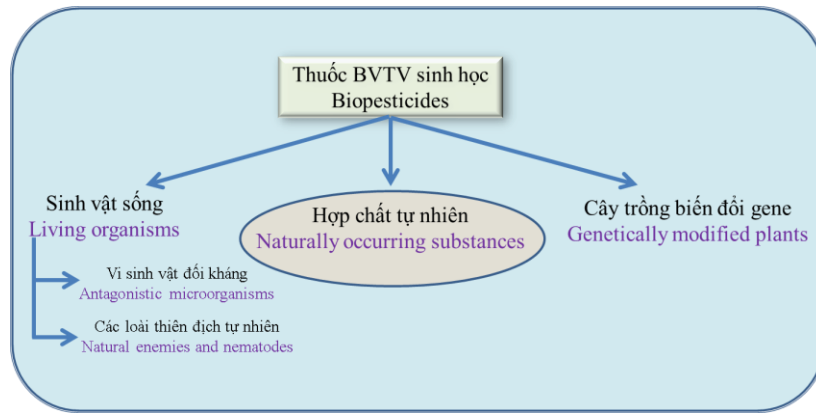 Thuốc BVTV sinh học
Biopesticides
Sinh vật sống
Living organisms
Hợp chất tự nhiên
Naturally occurring substances
Cây trồng biến đổi gene
Genetically modified plants
Vi sinh vật đối kháng
Antagonistic microorganisms
Các loài thiên địch tự nhiên
Natural enemies and nematodes